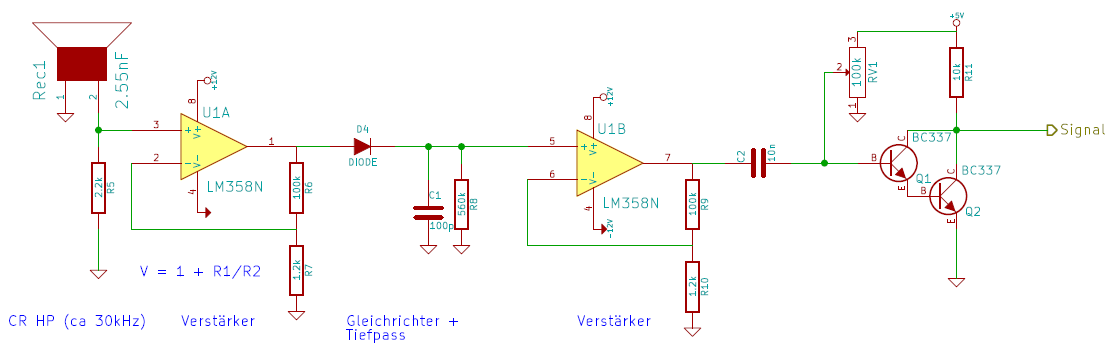 Rec1
1
2
2.55nF
2.2k
R5
CR HP (ca 30kHz)
+12V
8
U1A
3
2
+
V+
-
V-
1
4
LM358N
100k
R6
1.2k
R7
V = 1 + R1/R2
Verstärker
D4
DIODE
C1
100p
560k
R8
Gleichrichter +
Tiefpass
+12V
8
U1B
5
6
+
V+
-
V-
7
4
-12V
LM358N
100k
R9
1.2k
R10
Verstärker
C2
10n
3
2
1
100k
RV1
+5V
10k
R11
BC337
C
B
E
Q1
BC337
C
B
E
Q2
Signal